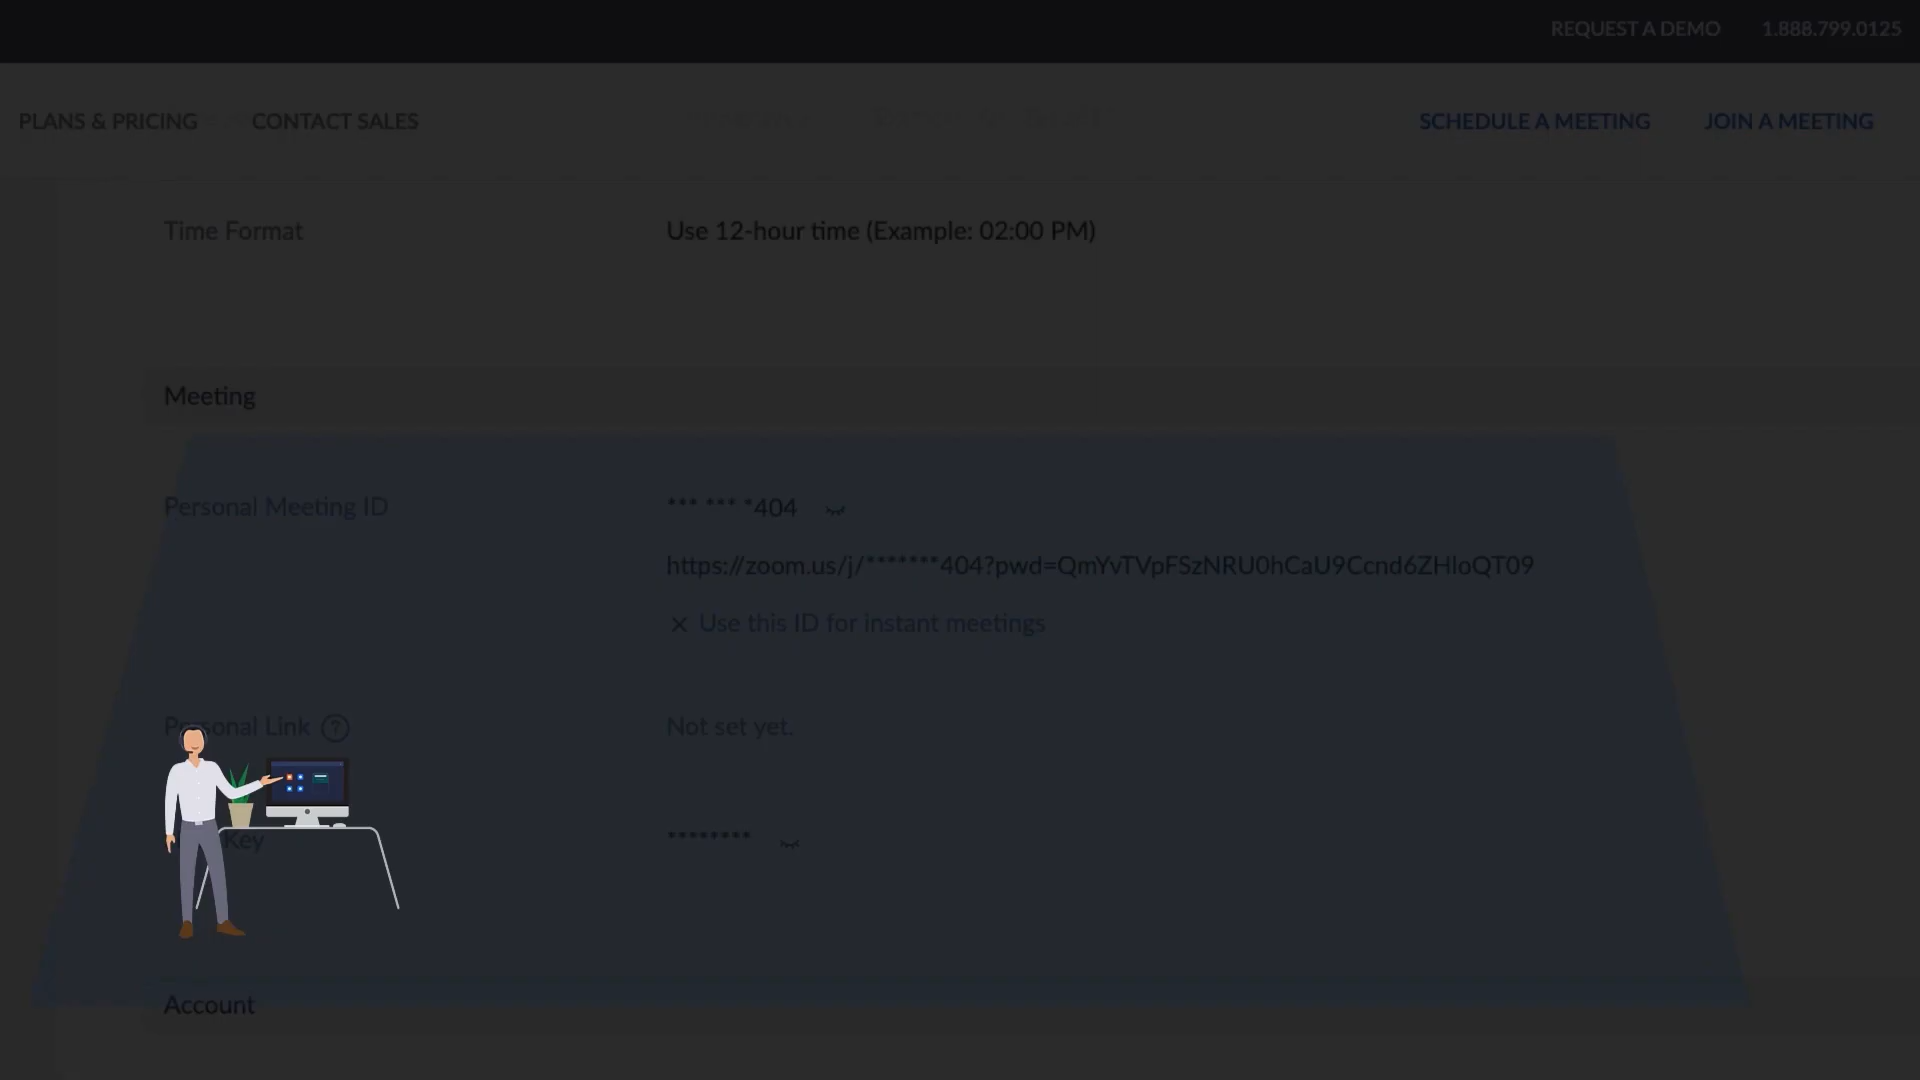 REQUEST A DEMO 1.888.799.0125
PLANS & PRICING CONTACT SALES SCHEDULE A MEETING JOIN A MEETING
Time Format Use 12-hour time (Example: 02:00 PM)
Meeting
Personal Meeting ID *** *** *404
https://zoom.us/j/*******404?pwd=QmYvTVpFSzNRU0hCaU9Ccnd6ZHloQT09
Use this ID for instant meetings
Personal Link ? Not set yet.
Key ********
Account